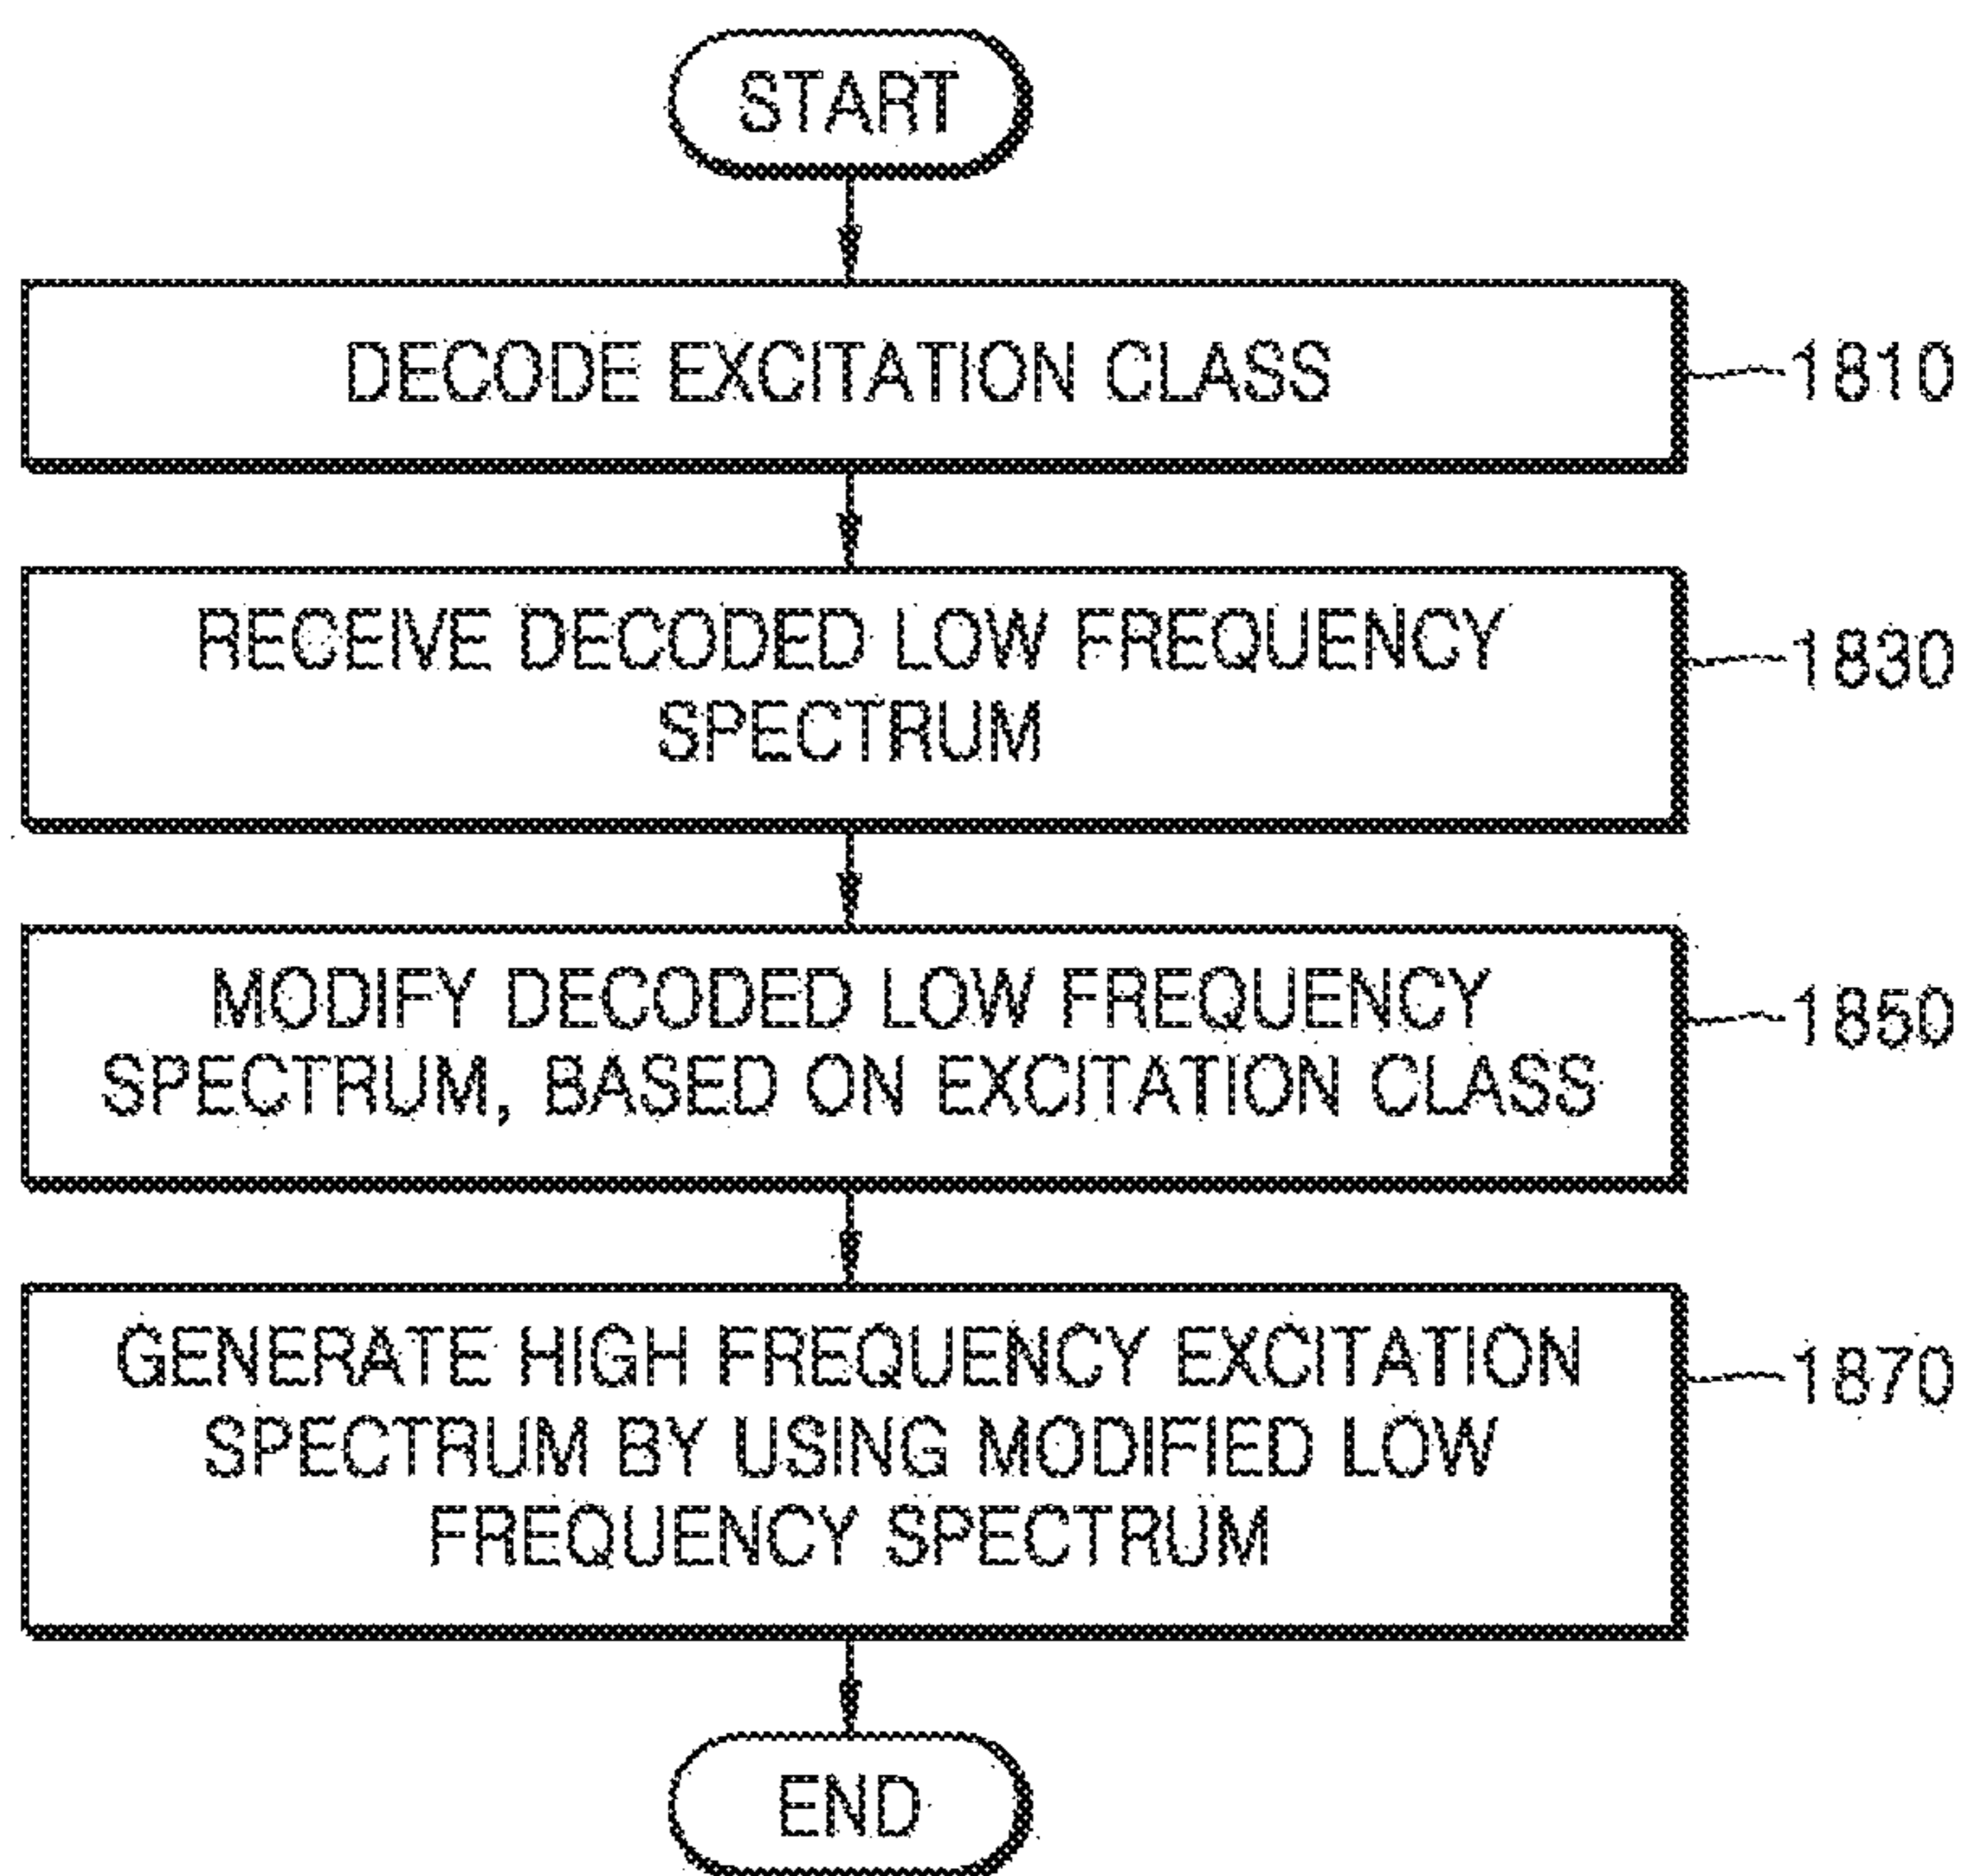 START
DECODE EXCITATION CLASS
1810
RECEIVE DECODED LOW FREQUENCY
SPECTRUM
1830
MODIFY DECODED LOW FREQUENCY
SPECTRUM, BASED ON EXCITATION CLASS
1850
GENERATE HIGH FREQUENCY EXCITATION
SPECTRUM BY USING MODIFIED LOW
FREQUENCY SPECTRUM
1870
END